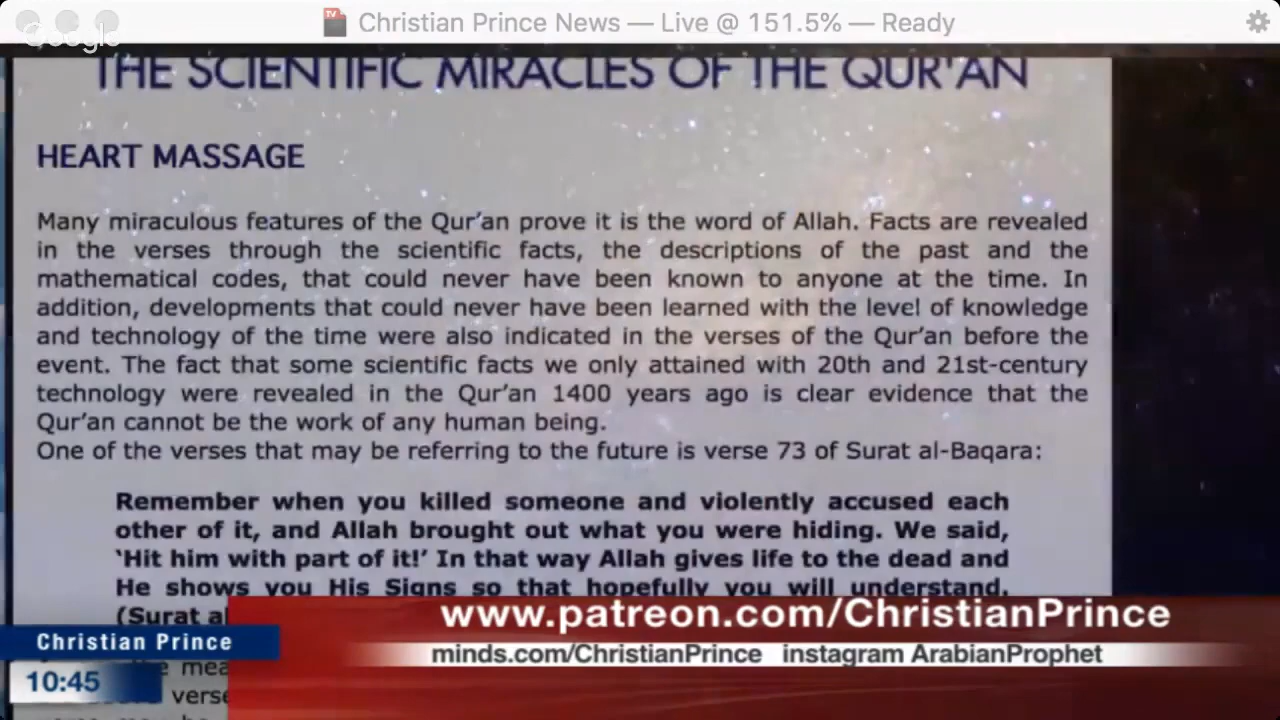 Christian Prince News — Live @ 151.5% — Ready
Google
THE SCIENTIFIC MIRACLES OF THE QUR'AN
HEART MASSAGE
Many miraculous features of the Qur'an prove it is the word of Allah. Facts are revealed
in the verses through the scientific facts, the descriptions of the past and the
mathematical codes, that could never have been known to anyone at the time. In
addition, developments that could never have been learned with the level of knowledge
and technology of the time were also indicated in the verses of the Qur'an before the
event. The fact that some scientific facts we only attained with 20th and 21st-century
technology were revealed in the Qur'an 1400 years ago is clear evidence that the
Qur'an cannot be the work of any human being.
One of the verses that may be referring to the future is verse 73 of Surat al-Baqara:
Remember when you killed someone and violently accused each
other of it, and Allah brought out what you were hiding. We said,
'Hit him with part of it!' In that way Allah gives life to the dead and
He shows you His Signs so that hopefully you will understand.
(Surat a
www.patreon.com/ChristianPrince
Christian Prince
minds.com/ChristianPrince instagram ArabianProphet
10:45
verse